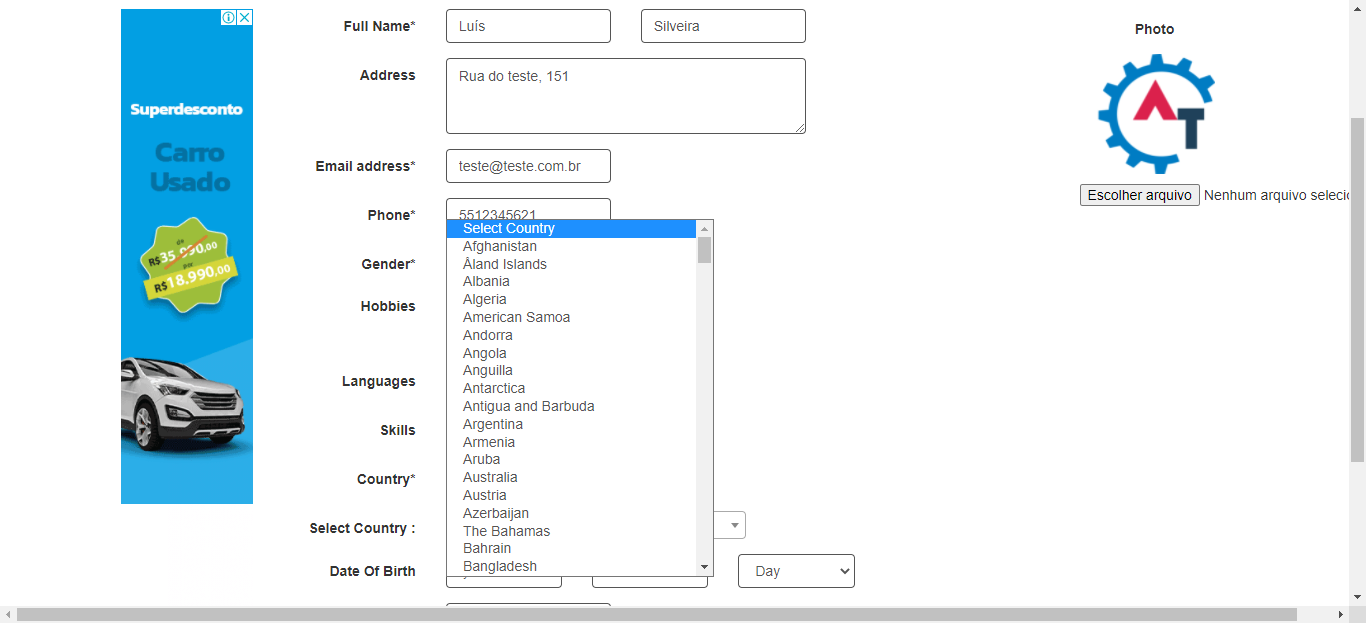 Full Name* Luís Silveira
Photo
Address Rua do teste, 151
Superdesconto
Carro
Usado
AT
Email address* teste@teste.com.br
Escolher arquivo Nenhum arquivo selecio
Phone* 5512345621
Select Country
de
R$35.990,00
por
R$18.990,00
Afghanistan
Gender* Åland Islands
Albania
Algeria
Hobbies
American Samoa
Andorra
Angola
Anguilla
Languages
Antarctica
Antigua and Barbuda
Argentina
Skills
Armenia
Aruba
Country* Australia
Austria
Azerbaijan
Select Country : The Bahamas
Bahrain
Bangladesh
Date Of Birth Day